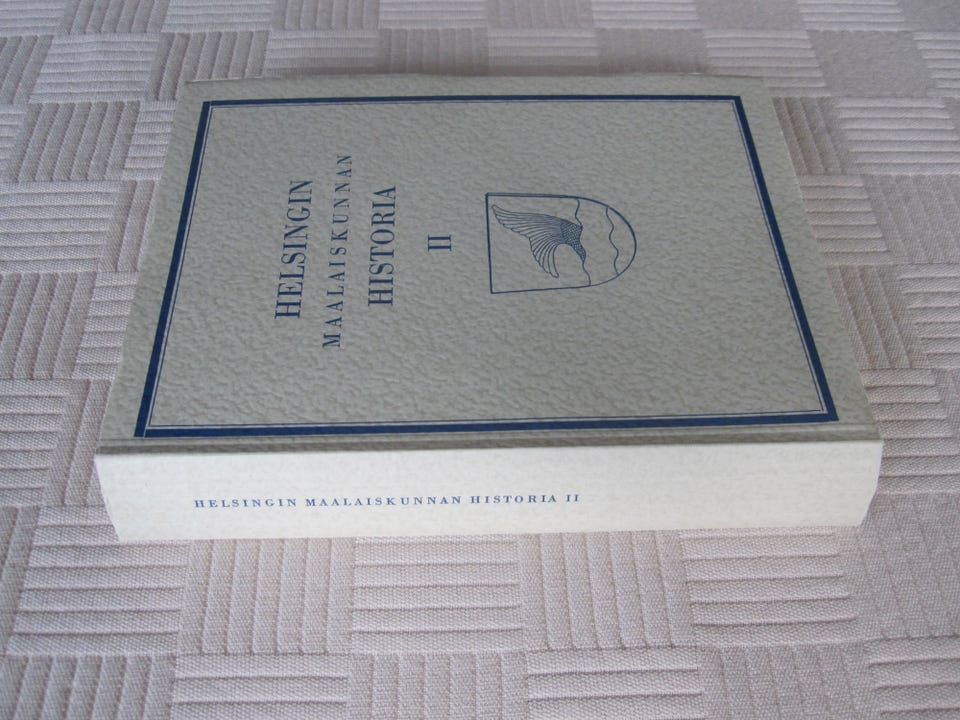 HELSINGIN
MAALAISKUNNAN
HISTORIA
II
HELSINGIN MAALAISKUNNAN HISTORIA II